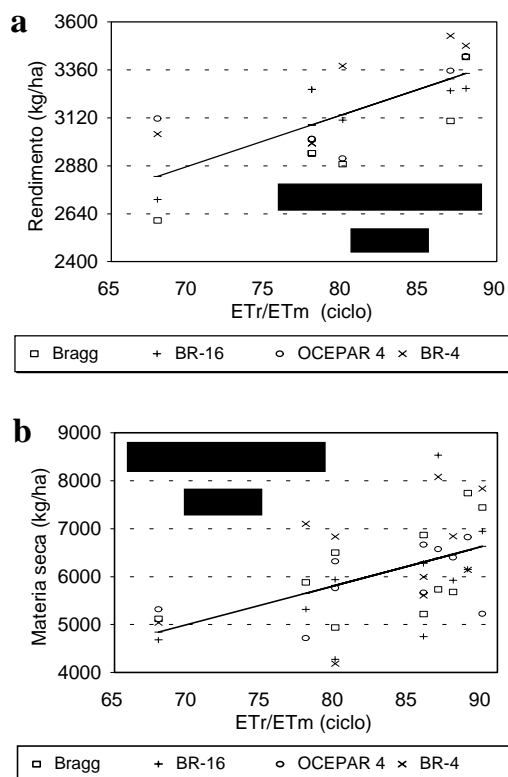 a
3600
3360
3120
2880
2640
2400
Rendimento (kg/ha)
65 70 75 80 85 90
ETr/ETm (ciclo)
Bragg BR-16 OCEPAR 4 BR-4
b
9000
8000
7000
6000
5000
4000
Materia seca (kg/ha)
65 70 75 80 85 90
ETr/ETm (ciclo)
Bragg BR-16 OCEPAR 4 BR-4